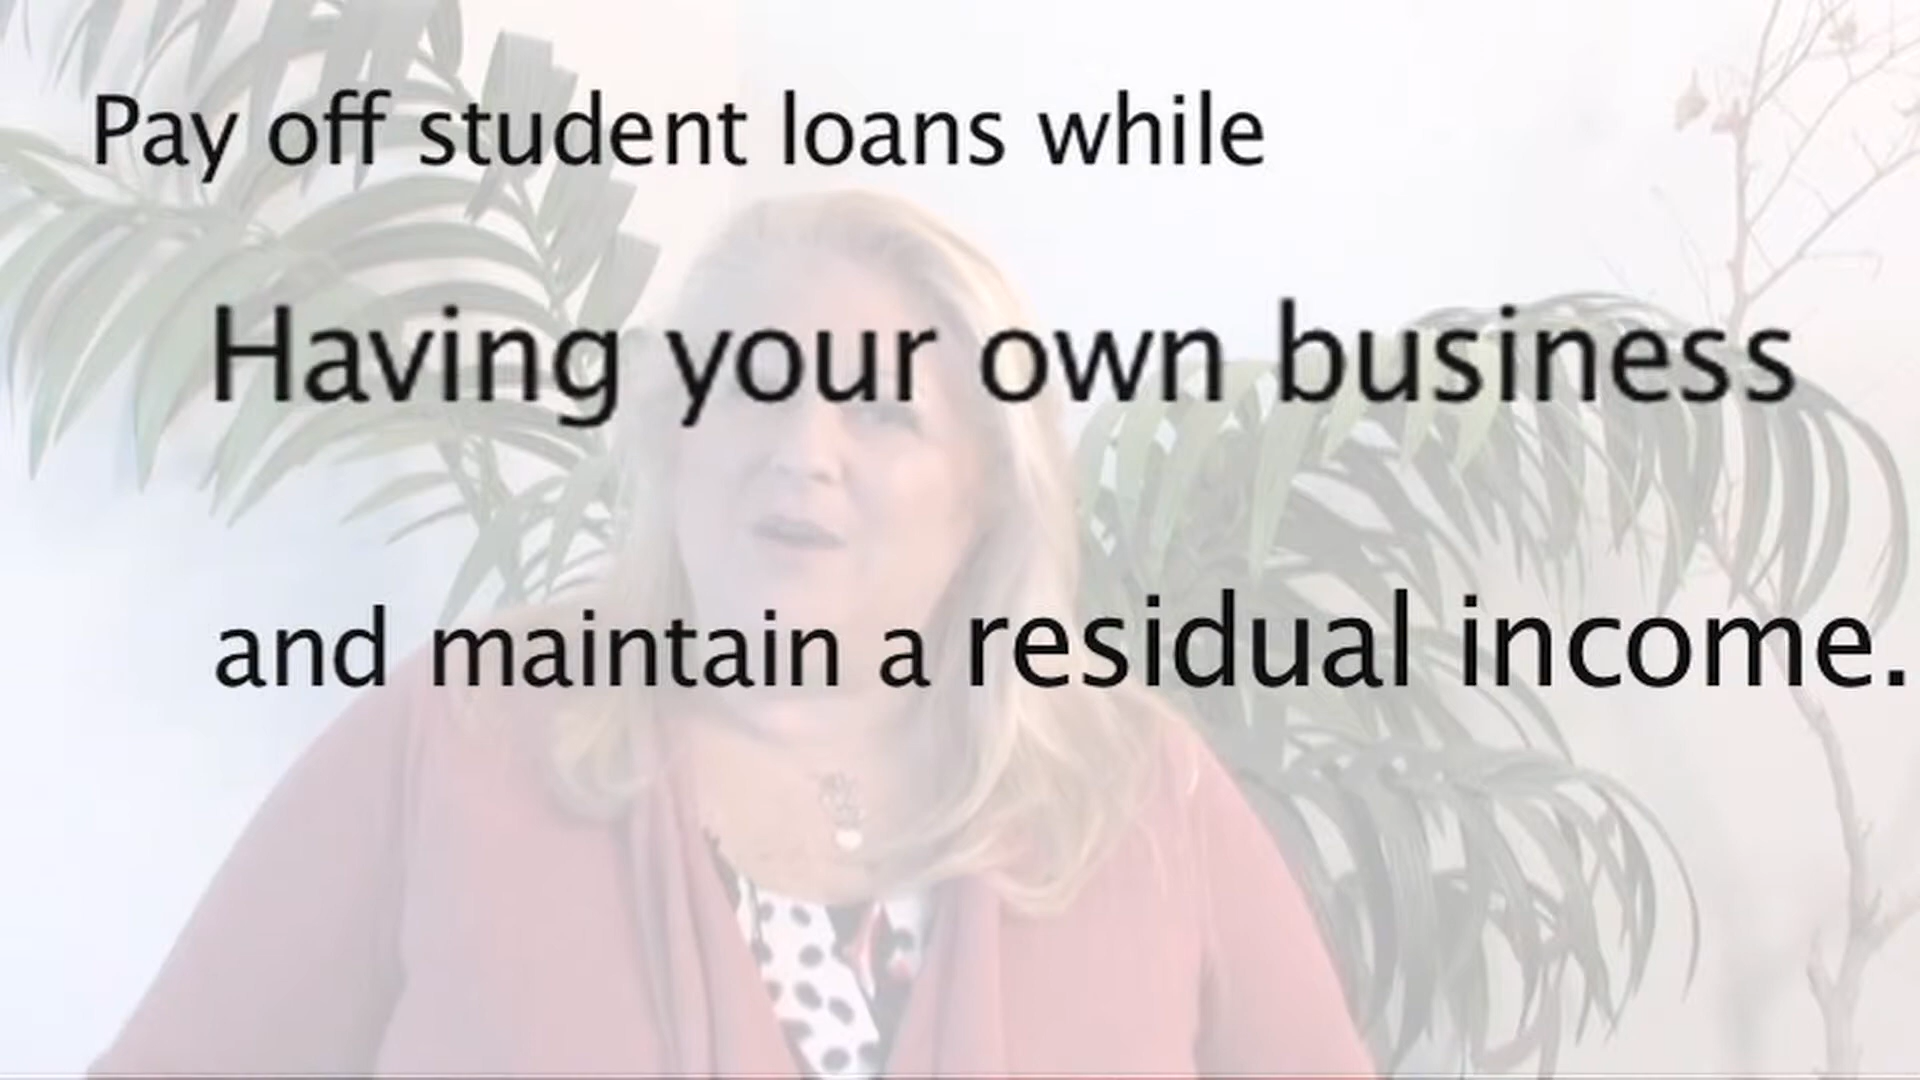 Pay off student loans while
Having your own business
and maintain a residual income.